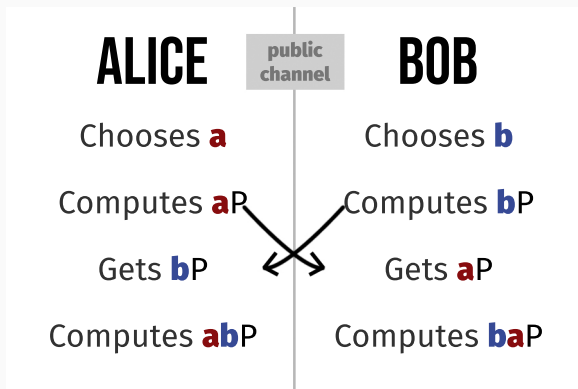 ALICE
public
channel
BOB
Chooses a
Chooses b
Computes aP
Computes bP
Gets bP
Gets aP
Computes abP
Computes baP